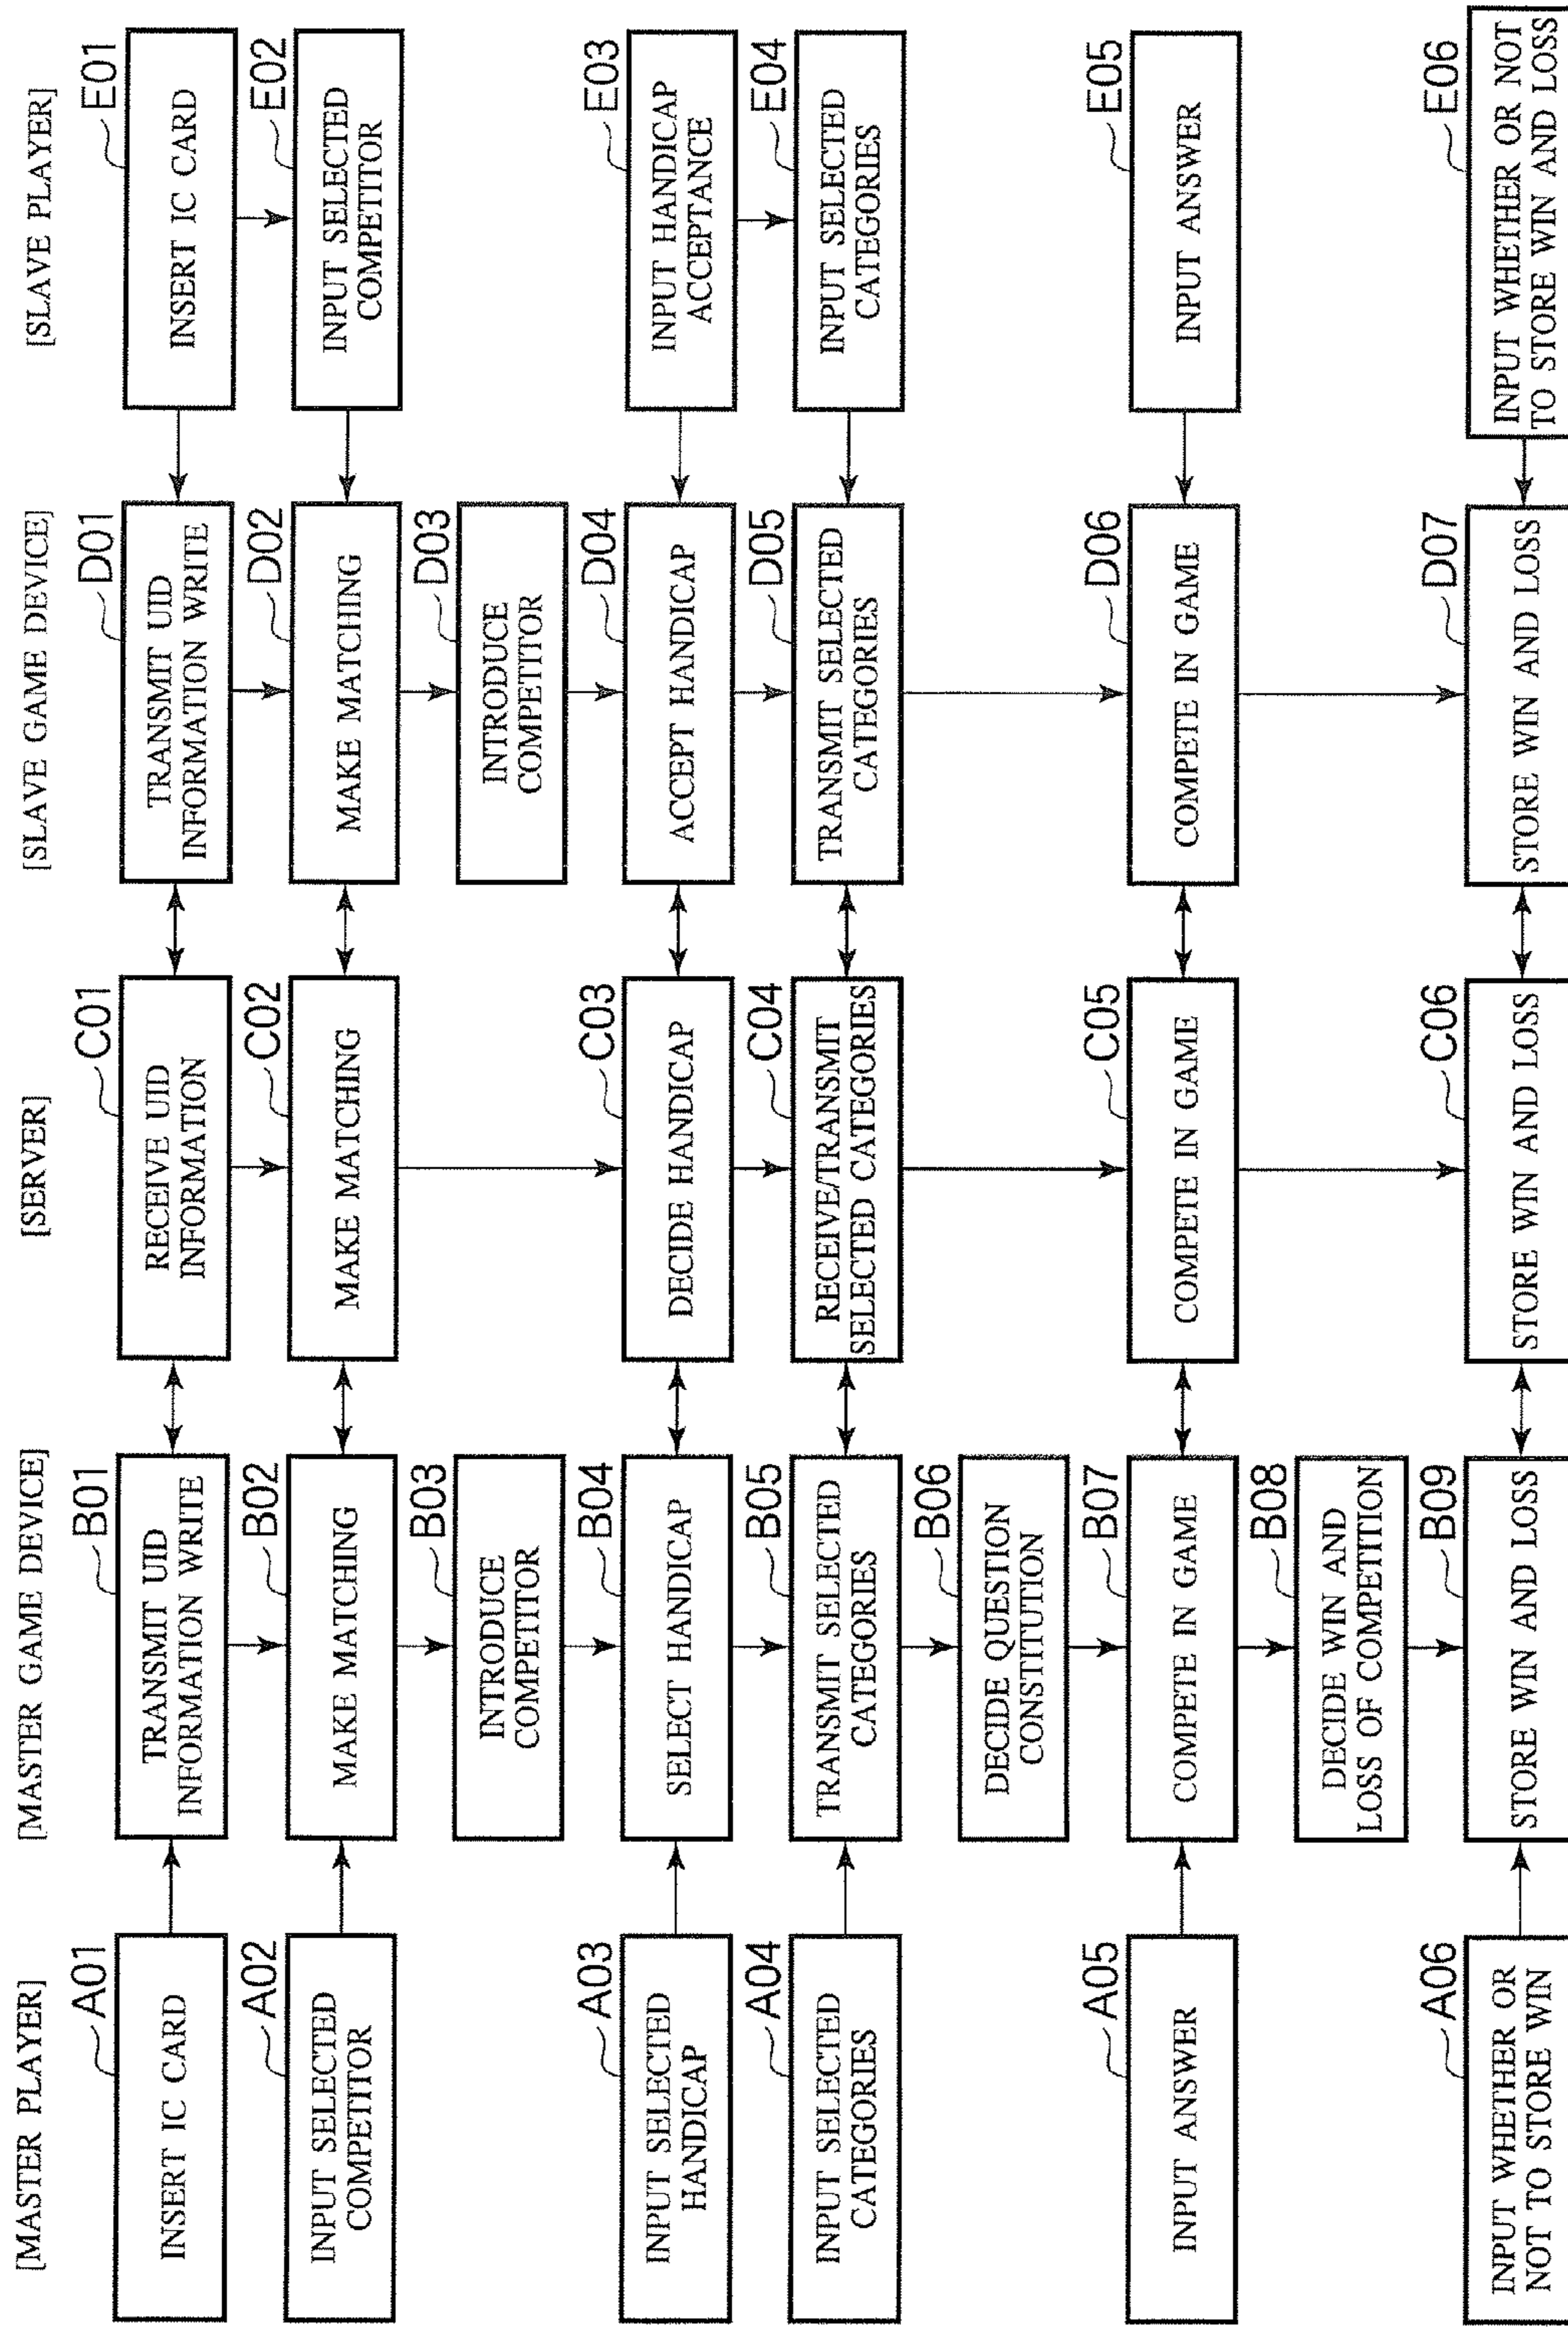 [MASTER PLAYER]
A01
INSERT IC CARD
A02
INPUT SELECTED
COMPETITOR
A03
INPUT SELECTED
HANDICAP
A04
INPUT SELECTED
CATEGORIES
A05
INPUT ANSWER
A06
INPUT WHETHER OR
NOT TO STORE WIN
[MASTER GAME DEVICE]
B01
TRANSMIT UID
INFORMATION WRITE
B02
MAKE MATCHING
B03
INTRODUCE
COMPETITOR
B04
SELECT HANDICAP
B05
TRANSMIT SELECTED
CATEGORIES
B06
DECIDE QUESTION
CONSTITUTION
B07
COMPETE IN GAME
B08
DECIDE WIN AND
LOSS OF COMPETITION
B09
STORE WIN AND LOSS
[SERVER]
C01
RECEIVE UID
INFORMATION
C02
MAKE MATCHING
C03
DECIDE HANDICAP
C04
RECEIVE/TRANSMIT
SELECTED CATEGORIES
C05
COMPETE IN GAME
C06
STORE WIN AND LOSS
[SLAVE GAME DEVICE]
D01
TRANSMIT UID
INFORMATION WRITE
D02
MAKE MATCHING
D03
INTRODUCE
COMPETITOR
D04
ACCEPT HANDICAP
D05
TRANSMIT SELECTED
CATEGORIES
D06
COMPETE IN GAME
D07
STORE WIN AND LOSS
[SLAVE PLAYER]
E01
INSERT IC CARD
E02
INPUT SELECTED
COMPETITOR
E03
INPUT HANDICAP
ACCEPTANCE
E04
INPUT SELECTED
CATEGORIES
E05
INPUT ANSWER
E06
INPUT WHETHER OR NOT
TO STORE WIN AND LOSS